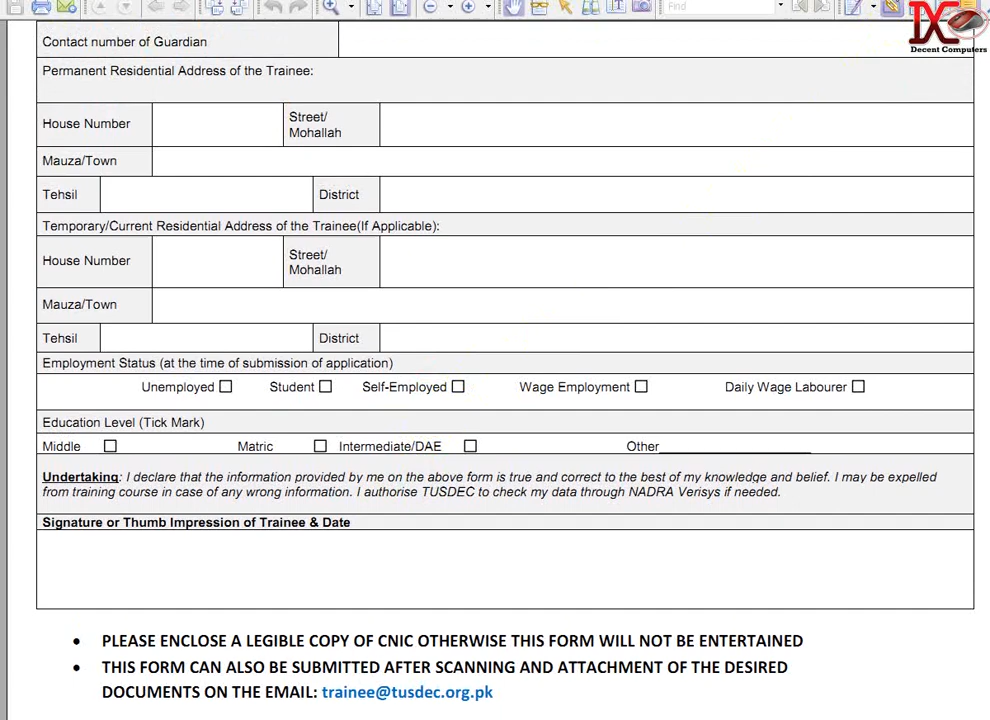 Find
DC
Decent Computers
Contact number of Guardian
Permanent Residential Address of the Trainee:
House Number
Street/
Mohallah
Mauza/Town
Tehsil
District
Temporary/Current Residential Address of the Trainee(If Applicable):
House Number
Street/
Mohallah
Mauza/Town
Tehsil
District
Employment Status (at the time of submission of application)
Unemployed Student Self-Employed Wage Employment Daily Wage Labourer
Education Level (Tick Mark)
Middle Matric Intermediate/DAE Other
Undertaking: I declare that the information provided by me on the above form is true and correct to the best of my knowledge and belief. I may be expelled
from training course in case of any wrong information. I authorise TUSDEC to check my data through NADRA Verisys if needed.
Signature or Thumb Impression of Trainee & Date
• PLEASE ENCLOSE A LEGIBLE COPY OF CNIC OTHERWISE THIS FORM WILL NOT BE ENTERTAINED
• THIS FORM CAN ALSO BE SUBMITTED AFTER SCANNING AND ATTACHMENT OF THE DESIRED
DOCUMENTS ON THE EMAIL: trainee@tusdec.org.pk